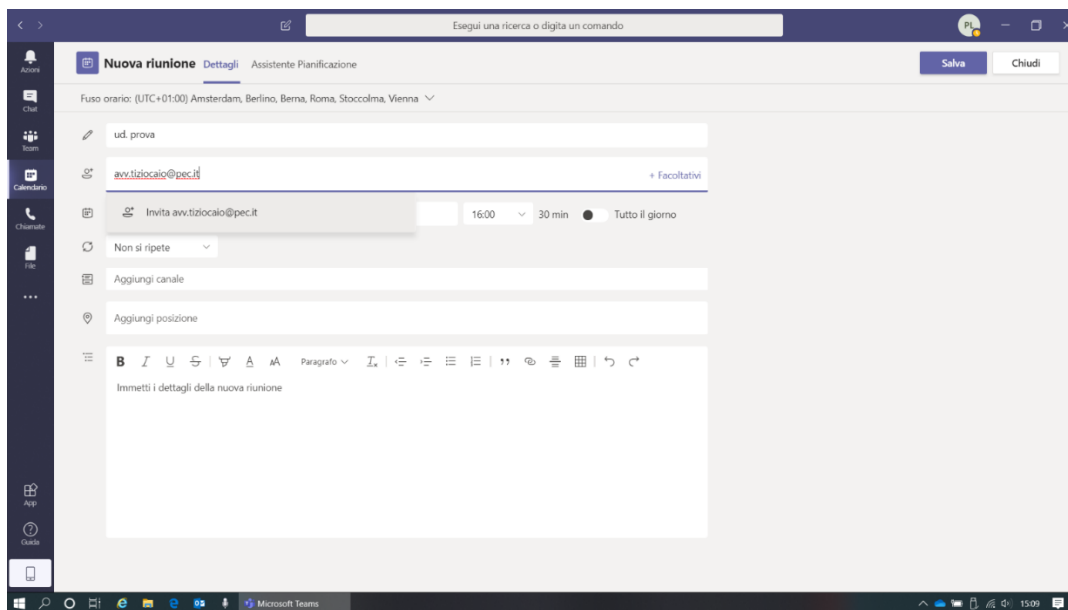 Esegui una ricerca o digita un comando
PL
Azioni
Chat
Team
Calendario
Chiamate
File
App
Guida
Nuova riunione Dettagli Assistente Pianificazione Salva Chiudi
Fuso orario: (UTC+01:00) Amsterdam, Berlino, Berna, Roma, Stoccolma, Vienna
ud. prova
avv.tiziocaio@pec.it + Facoltativi
Invita avv.tiziocaio@pec.it
16:00 30 min Tutto il giorno
Non si ripete
Aggiungi canale
Aggiungi posizione
B I U S A AA Paragrafo
Immetti i dettagli della nuova riunione
Microsoft Teams 15:09